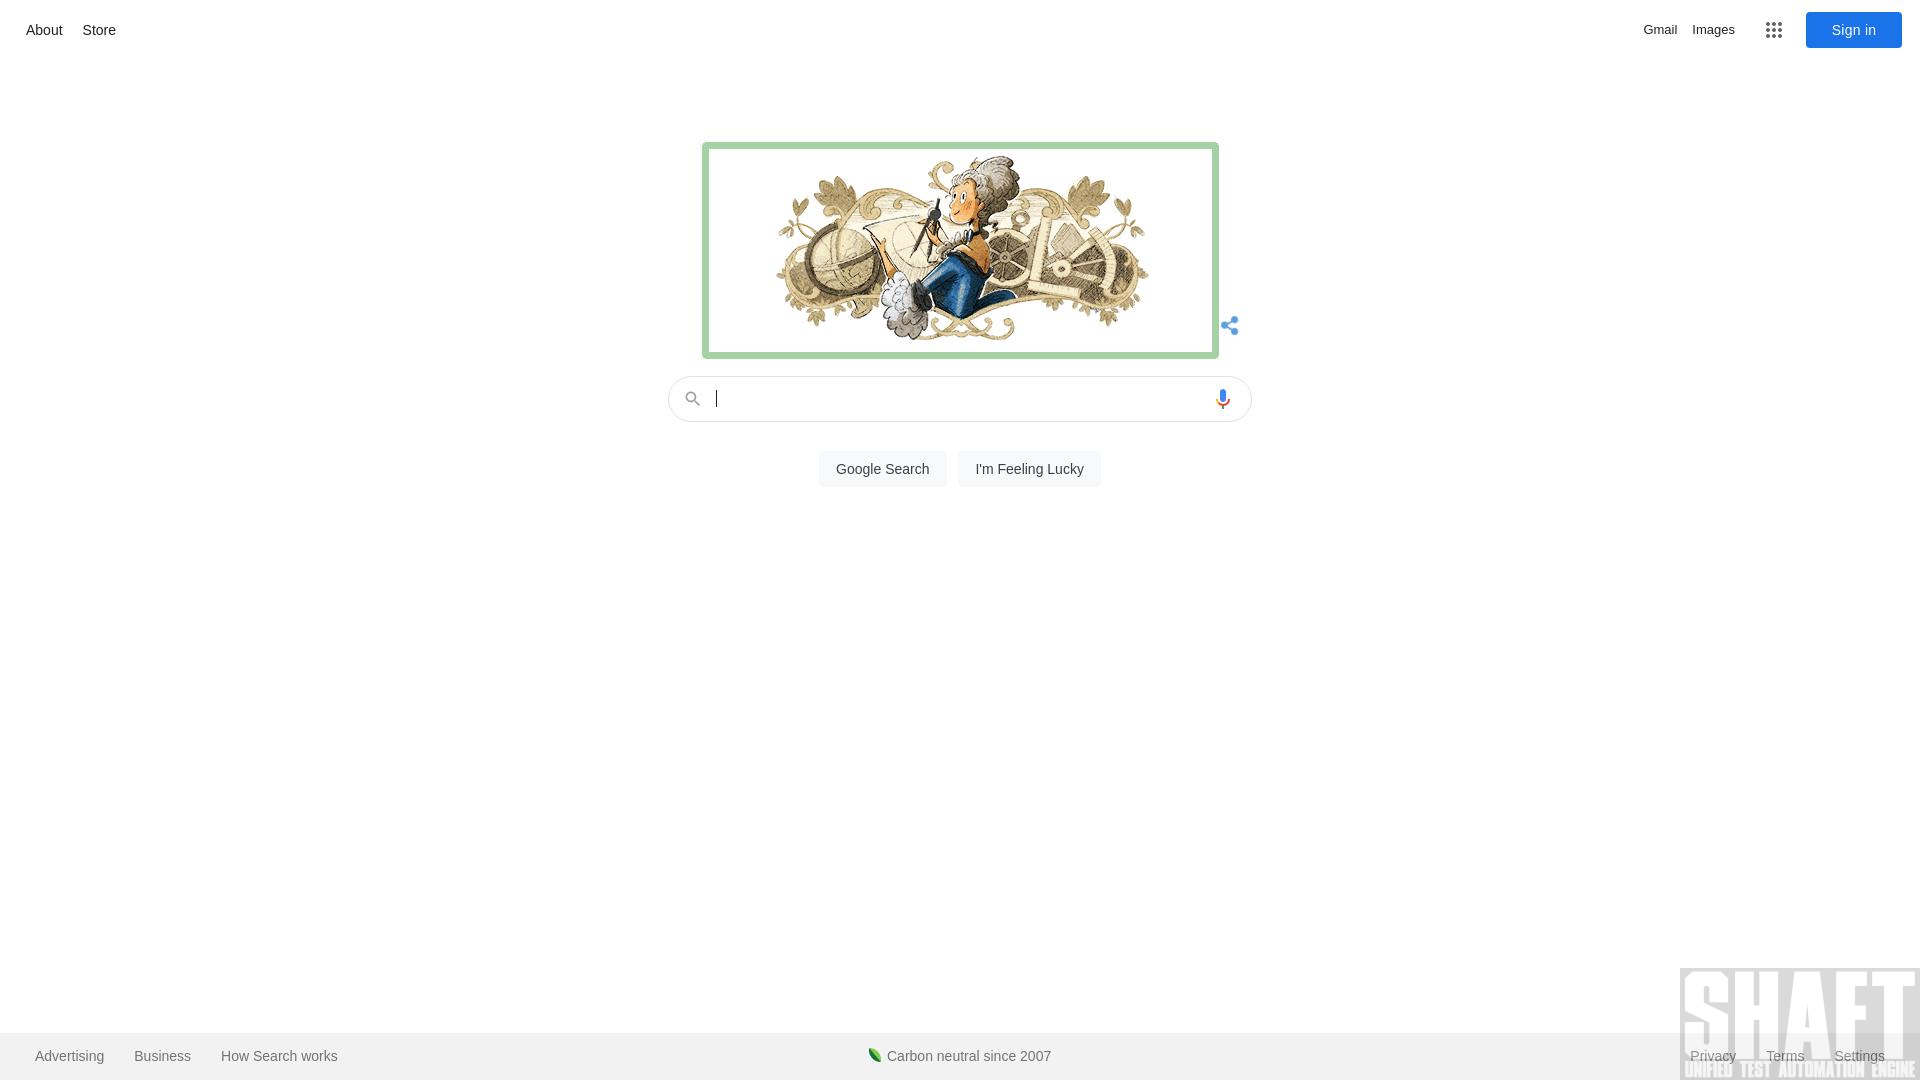 About Store
Gmail Images Sign in
Google Search I'm Feeling Lucky
Advertising Business How Search works
Carbon neutral since 2007
Privacy Terms Settings
SHAFT
UNIFIED TEST AUTOMATION ENGINE